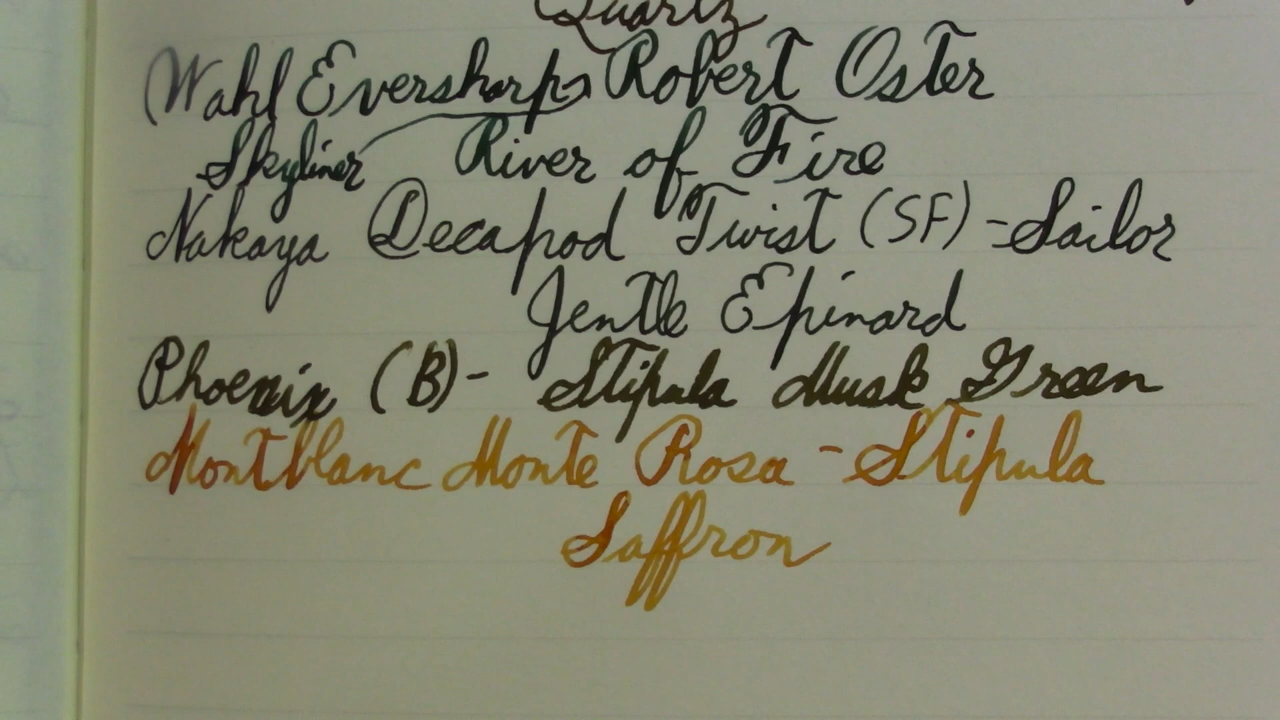 Quartz
Wahl Eversharp Robert Oster
Skyliner River of Fire
Nakaya Decapod Twist (SF) - Sailor
Jentle Epinard
Phoenix (B) - Stipula Musk Green
Montblanc Monte Rosa - Stipula
Saffron